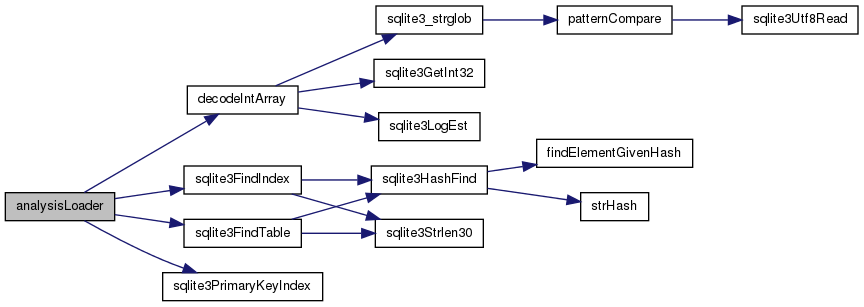 analysisLoader
decodeIntArray
sqlite3FindIndex
sqlite3FindTable
sqlite3PrimaryKeyIndex
sqlite3_strglob
sqlite3GetInt32
sqlite3LogEst
sqlite3HashFind
sqlite3Strlen30
patternCompare
findElementGivenHash
strHash
sqlite3Utf8Read